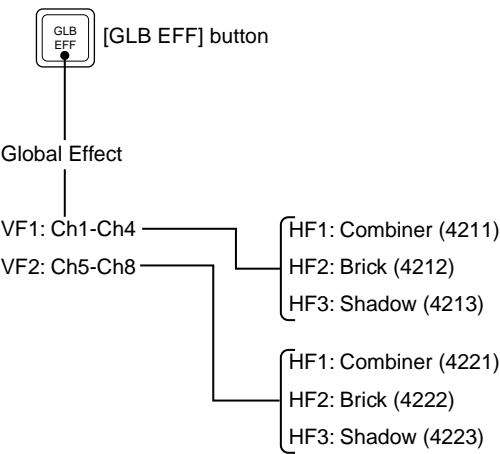 GLB
EFF
[GLB EFF] button
Global Effect
VF1: Ch1-Ch4
VF2: Ch5-Ch8
HF1: Combiner (4211)
HF2: Brick (4212)
HF3: Shadow (4213)
HF1: Combiner (4221)
HF2: Brick (4222)
HF3: Shadow (4223)